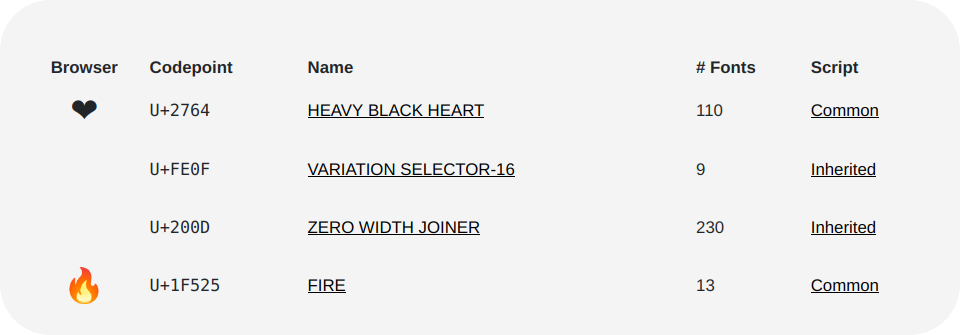 Browser Codepoint Name # Fonts Script
❤ U+2764 HEAVY BLACK HEART 110 Common
U+FE0F VARIATION SELECTOR-16 9 Inherited
U+200D ZERO WIDTH JOINER 230 Inherited
🔥 U+1F525 FIRE 13 Common